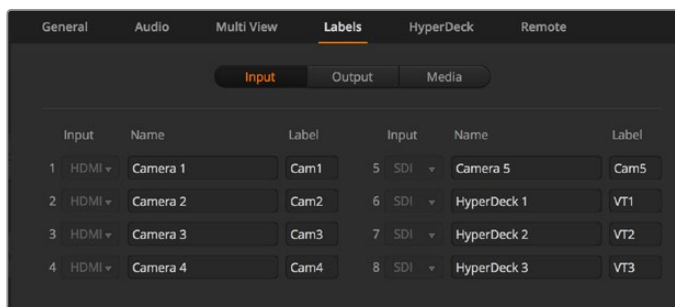 General Audio Multi View Labels HyperDeck Remote
Input Output Media
Input Name Label Input Name Label
1 HDMI Camera 1 Cam1 5 SDI Camera 5 Cam5
2 HDMI Camera 2 Cam2 6 SDI HyperDeck 1 VT1
3 HDMI Camera 3 Cam3 7 SDI HyperDeck 2 VT2
4 HDMI Camera 4 Cam4 8 SDI HyperDeck 3 VT3